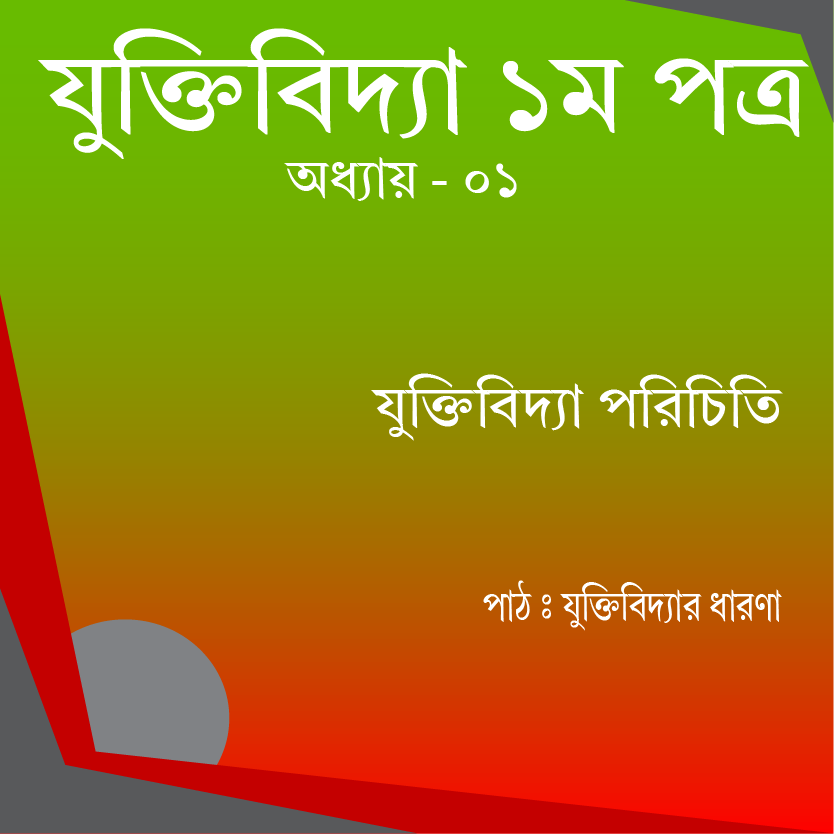 যুক্তিবিদ্যা ১ম পত্র
অধ্যায় - ০১
যুক্তিবিদ্যা পরিচিতি
পাঠ ঃ যুক্তিবিদ্যার ধারণা